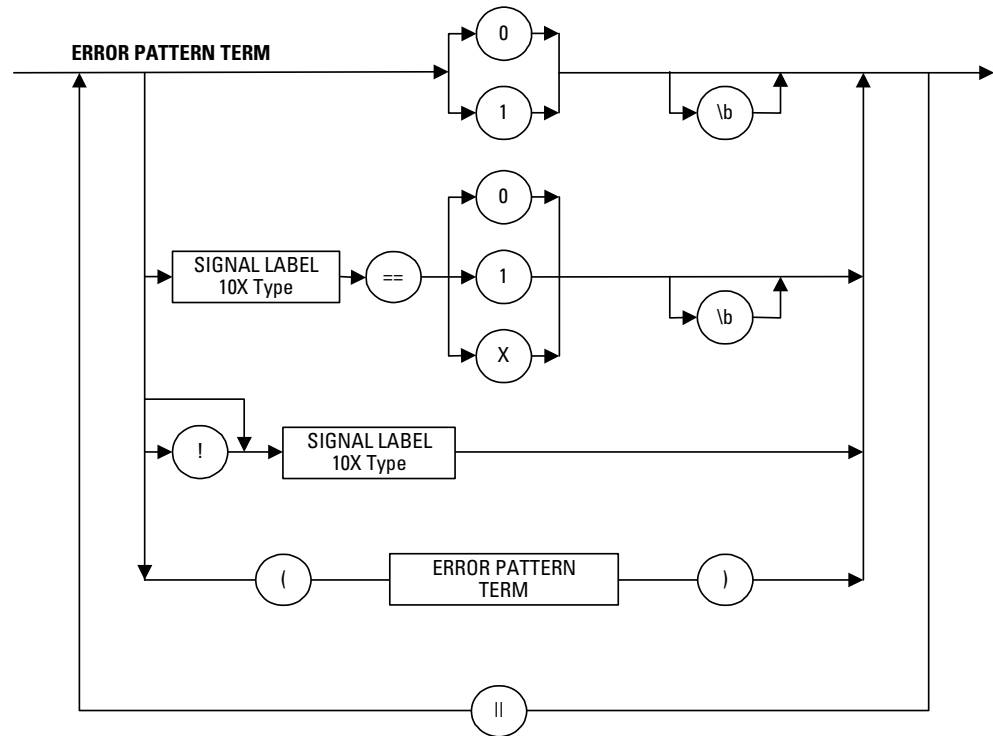 0
ERROR PATTERN TERM
1
\b
0
SIGNAL LABEL
10X Type
==
1
\b
X
!
SIGNAL LABEL
10X Type
(
ERROR PATTERN
TERM
)
||